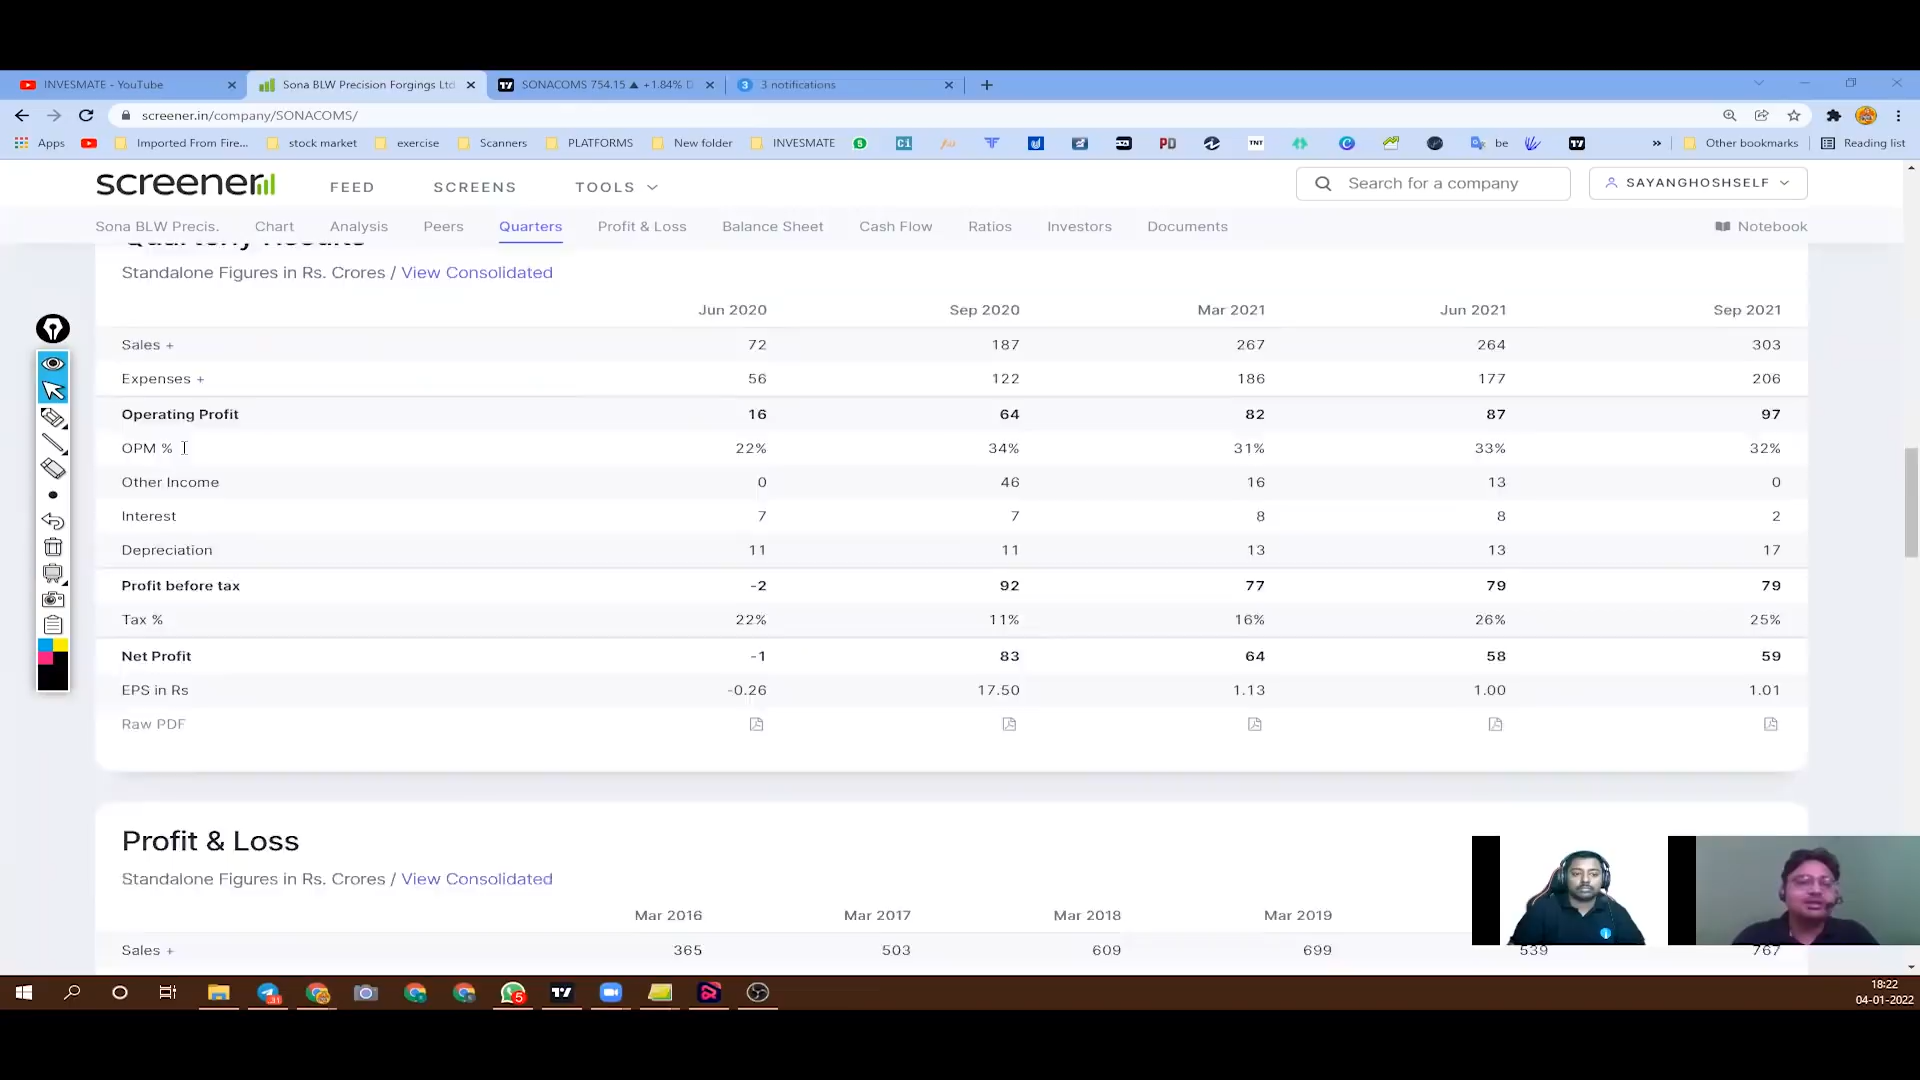 INVESMATE - YouTube
Sona BLW Precision Forgings Ltd
SONACOMS 754.15 ▲ +1.84% D
3 3 notifications
screener.in/company/SONACOMS/
Apps
Imported From Fire...
stock market
exercise
Scanners
PLATFORMS
New folder
INVESMATE
PD
TNT
be
»
Other bookmarks
Reading list
screener
FEED
SCREENS
TOOLS
Search for a company
SAYANGHOSHSELF
Sona BLW Precis. Chart Analysis Peers Quarters Profit & Loss Balance Sheet Cash Flow Ratios Investors Documents Notebook
Quarterly Results
Standalone Figures in Rs. Crores / View Consolidated
Jun 2020 Sep 2020 Mar 2021 Jun 2021 Sep 2021
Sales + 72 187 267 264 303
Expenses + 56 122 186 177 206
Operating Profit 16 64 82 87 97
OPM % 22% 34% 31% 33% 32%
Other Income 0 46 16 13 0
Interest 7 7 8 8 2
Depreciation 11 11 13 13 17
Profit before tax -2 92 77 79 79
Tax % 22% 11% 16% 26% 25%
Net Profit -1 83 64 58 59
EPS in Rs -0.26 17.50 1.13 1.00 1.01
Raw PDF
Profit & Loss
Standalone Figures in Rs. Crores / View Consolidated
Mar 2016 Mar 2017 Mar 2018 Mar 2019
Sales + 365 503 609 699 539 767
18:22
04-01-2022